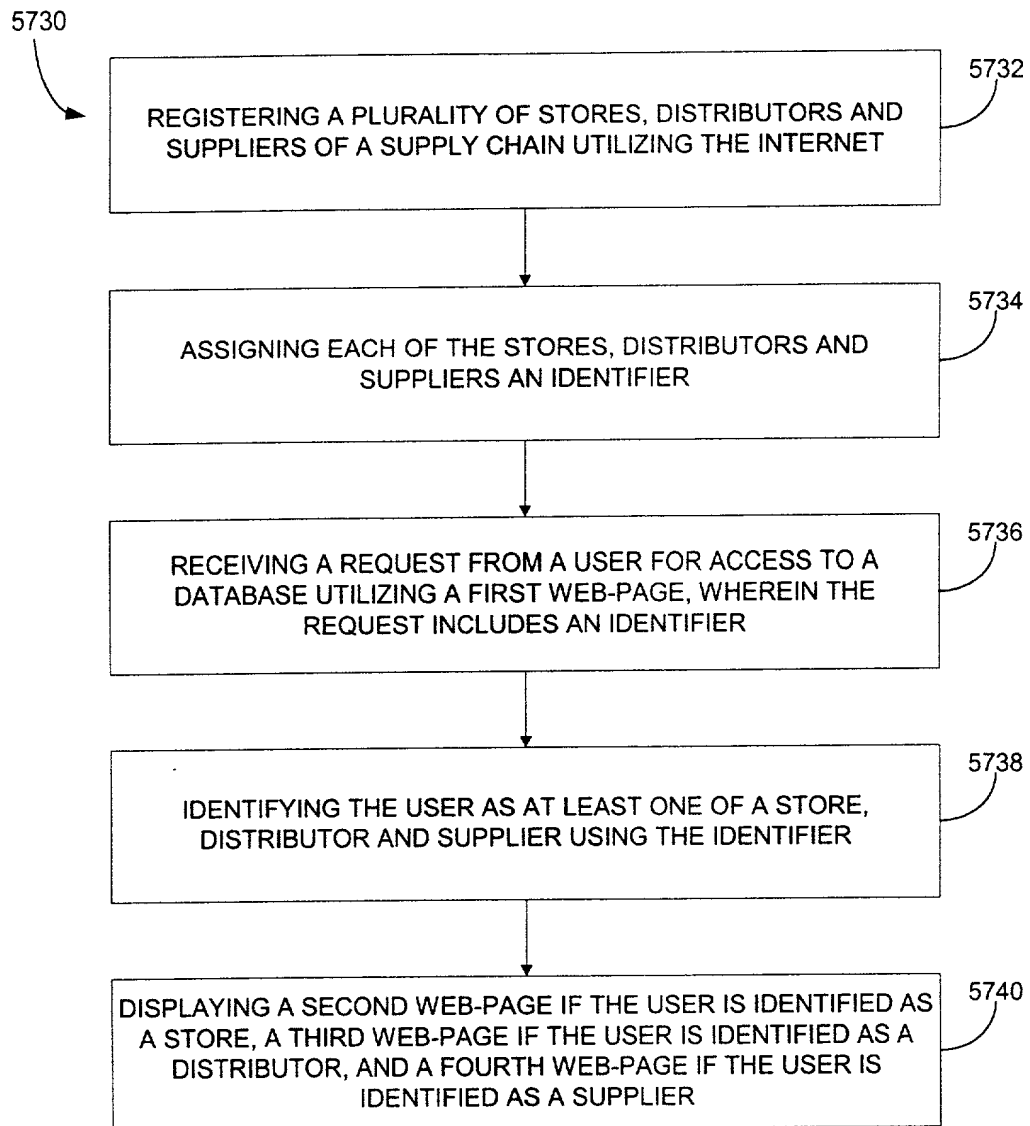 5730
5732
REGISTERING A PLURALITY OF STORES, DISTRIBUTORS AND
SUPPLIERS OF A SUPPLY CHAIN UTILIZING THE INTERNET
5734
ASSIGNING EACH OF THE STORES, DISTRIBUTORS AND
SUPPLIERS AN IDENTIFIER
5736
RECEIVING A REQUEST FROM A USER FOR ACCESS TO A
DATABASE UTILIZING A FIRST WEB-PAGE, WHEREIN THE
REQUEST INCLUDES AN IDENTIFIER
5738
IDENTIFYING THE USER AS AT LEAST ONE OF A STORE,
DISTRIBUTOR AND SUPPLIER USING THE IDENTIFIER
5740
DISPLAYING A SECOND WEB-PAGE IF THE USER IS IDENTIFIED AS
A STORE, A THIRD WEB-PAGE IF THE USER IS IDENTIFIED AS A
DISTRIBUTOR, AND A FOURTH WEB-PAGE IF THE USER IS
IDENTIFIED AS A SUPPLIER